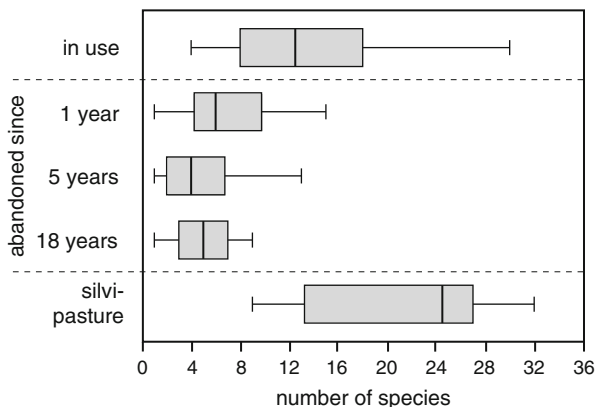 in use
abandoned since
1 year
5 years
18 years
silvi-
pasture
0 4 8 12 16 20 24 28 32 36
number of species